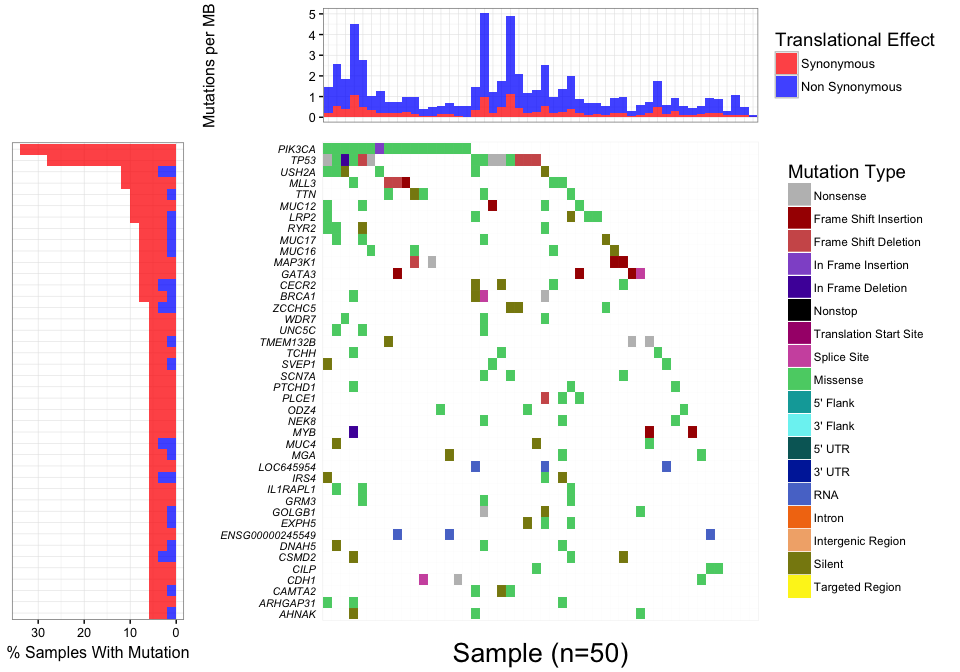 Mutations per MB
5
4
3
2
1
0
Translational Effect
Synonymous
Non Synonymous
PIK3CA
TP53
USH2A
MLL3
TTN
MUC12
LRP2
RYR2
MUC17
MUC16
MAP3K1
GATA3
CECR2
BRCA1
ZCCHC5
WDR7
UNC5C
TMEM132B
TCHH
SVEP1
SCN7A
PTCHD1
PLCE1
ODZ4
NEK8
MYB
MUC4
MGA
LOC645954
IRS4
IL1RAPL1
GRM3
GOLGB1
EXPH5
ENSG00000245549
DNAH5
CSMD2
CILP
CDH1
CAMTA2
ARHGAP31
AHNAK
Mutation Type
Nonsense
Frame Shift Insertion
Frame Shift Deletion
In Frame Insertion
In Frame Deletion
Nonstop
Translation Start Site
Splice Site
Missense
5' Flank
3' Flank
5' UTR
3' UTR
RNA
Intron
Intergenic Region
Silent
Targeted Region
30 20 10 0
% Samples With Mutation
Sample (n=50)